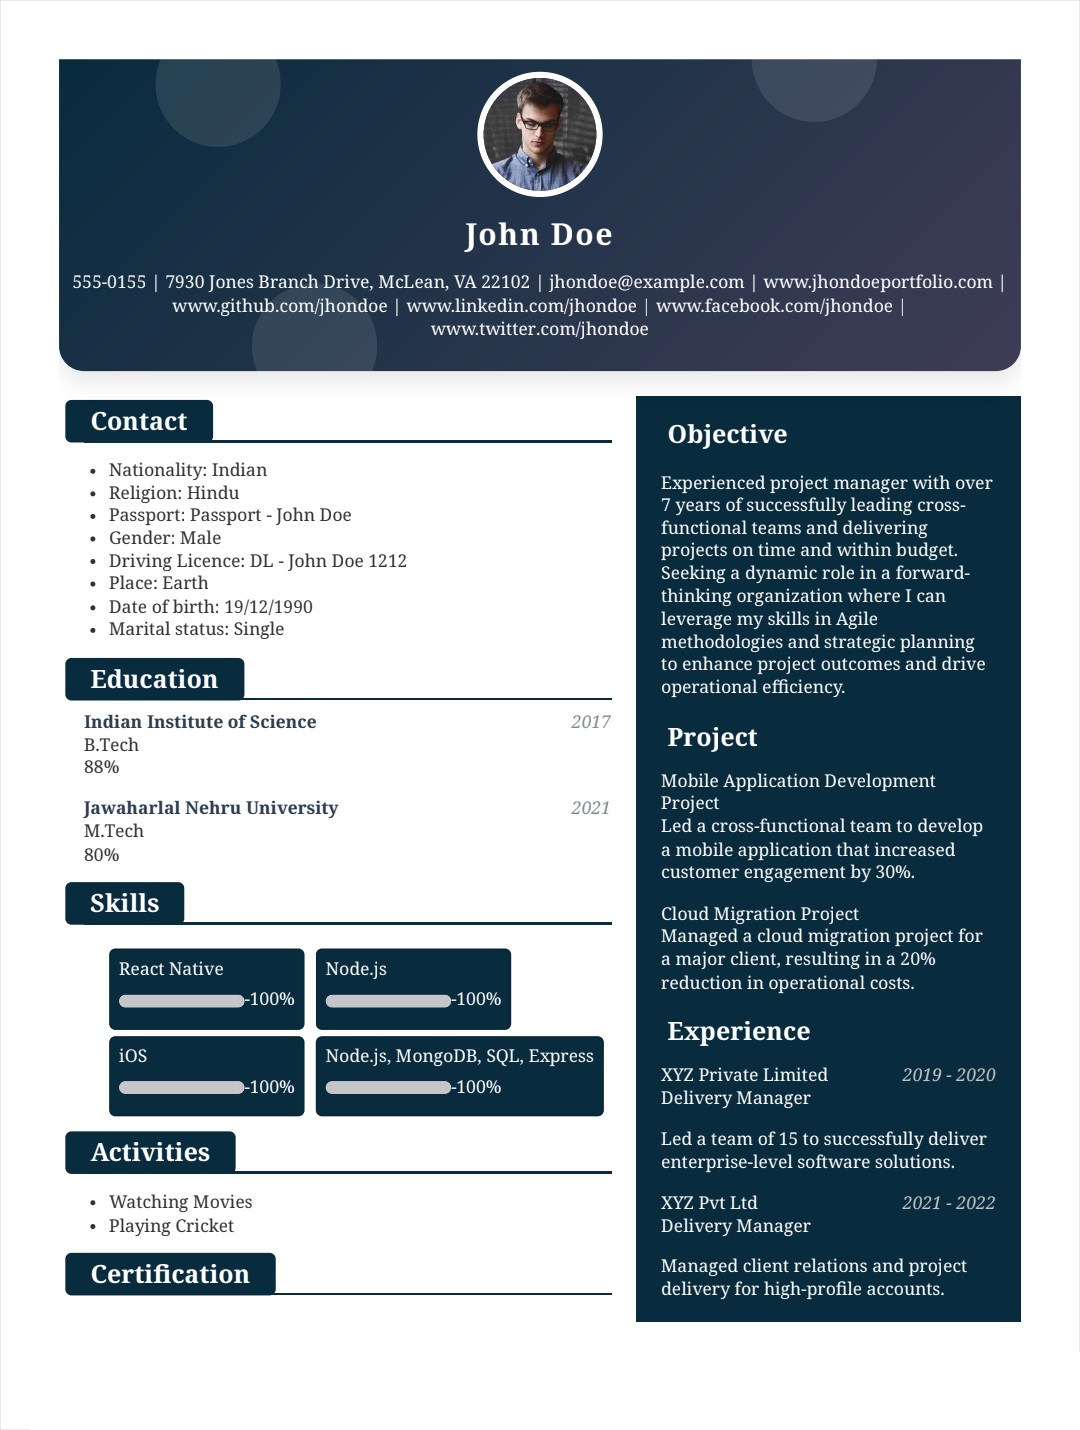 John Doe
555-0155 | 7930 Jones Branch Drive, McLean, VA 22102 | jhondoe@example.com | www.jhondoeportfolio.com |
www.github.com/jhondoe | www.linkedin.com/jhondoe | www.facebook.com/jhondoe |
www.twitter.com/jhondoe
Contact
• Nationality: Indian
• Religion: Hindu
• Passport: Passport - John Doe
• Gender: Male
• Driving Licence: DL - John Doe 1212
• Place: Earth
• Date of birth: 19/12/1990
• Marital status: Single
Education
Indian Institute of Science 2017
B.Tech
88%
Jawaharlal Nehru University 2021
M.Tech
80%
Skills
React Native
-100%
Node.js
-100%
iOS
-100%
Node.js, MongoDB, SQL, Express
-100%
Activities
• Watching Movies
• Playing Cricket
Certification
Objective
Experienced project manager with over
7 years of successfully leading cross-
functional teams and delivering
projects on time and within budget.
Seeking a dynamic role in a forward-
thinking organization where I can
leverage my skills in Agile
methodologies and strategic planning
to enhance project outcomes and drive
operational efficiency.
Project
Mobile Application Development
Project
Led a cross-functional team to develop
a mobile application that increased
customer engagement by 30%.
Cloud Migration Project
Managed a cloud migration project for
a major client, resulting in a 20%
reduction in operational costs.
Experience
XYZ Private Limited 2019 - 2020
Delivery Manager
Led a team of 15 to successfully deliver
enterprise-level software solutions.
XYZ Pvt Ltd 2021 - 2022
Delivery Manager
Managed client relations and project
delivery for high-profile accounts.